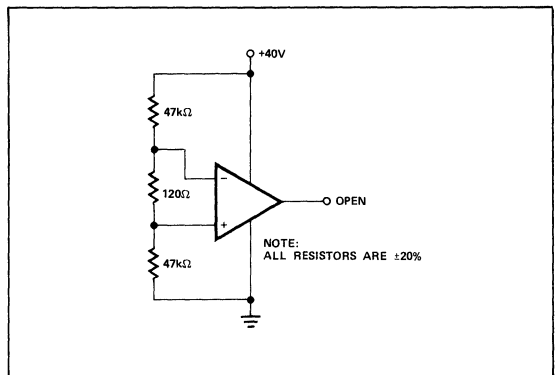 +40V
47kΩ
−
120Ω
OPEN
+
NOTE:
ALL RESISTORS ARE ±20%
47kΩ